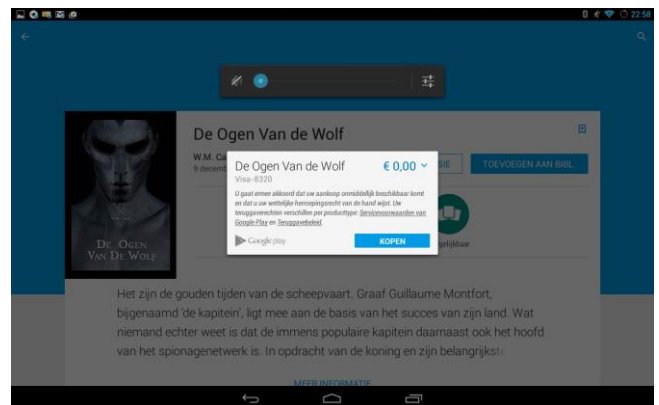 22:58
De Ogen Van de Wolf
W.M. Ca
9 decem
SIE
TOEVOEGEN AAN BIBL.
De Ogen Van de Wolf
€ 0,00
Visa-8320
U gaat ermee akkoord dat uw aankoop onmiddellijk beschikbaar komt
en dat u uw wettelijke herroepingsrecht van de hand wijst. Uw
teruggaverechten verschillen per producttype. Servicevoorwaarden van
Google Play en Teruggavebeleid.
Google play
KOPEN
gelijkbaar
DE OGEN
VAN DE WOLF
Het zijn de gouden tijden van de scheepvaart. Graaf Guillaume Montfort,
bijgenaamd 'de kapitein', ligt mee aan de basis van het succes van zijn land. Wat
niemand echter weet is dat de immens populaire kapitein daarnaast ook het hoofd
van het spionagenetwerk is. In opdracht van de koning en zijn belangrijkste
MEER INFORMATIE